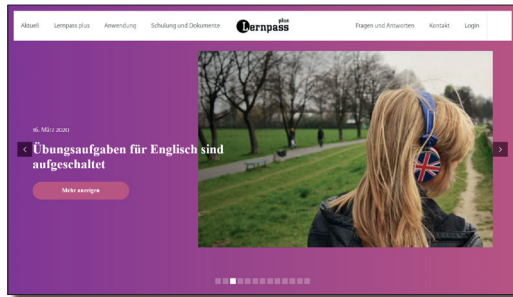 Aktuell Lernpass plus Anwendung Schulung und Dokumente Lernpass plus Fragen und Antworten Kontakt Login
16. März 2020
Übungsaufgaben für Englisch sind
aufgeschaltet
Mehr anzeigen